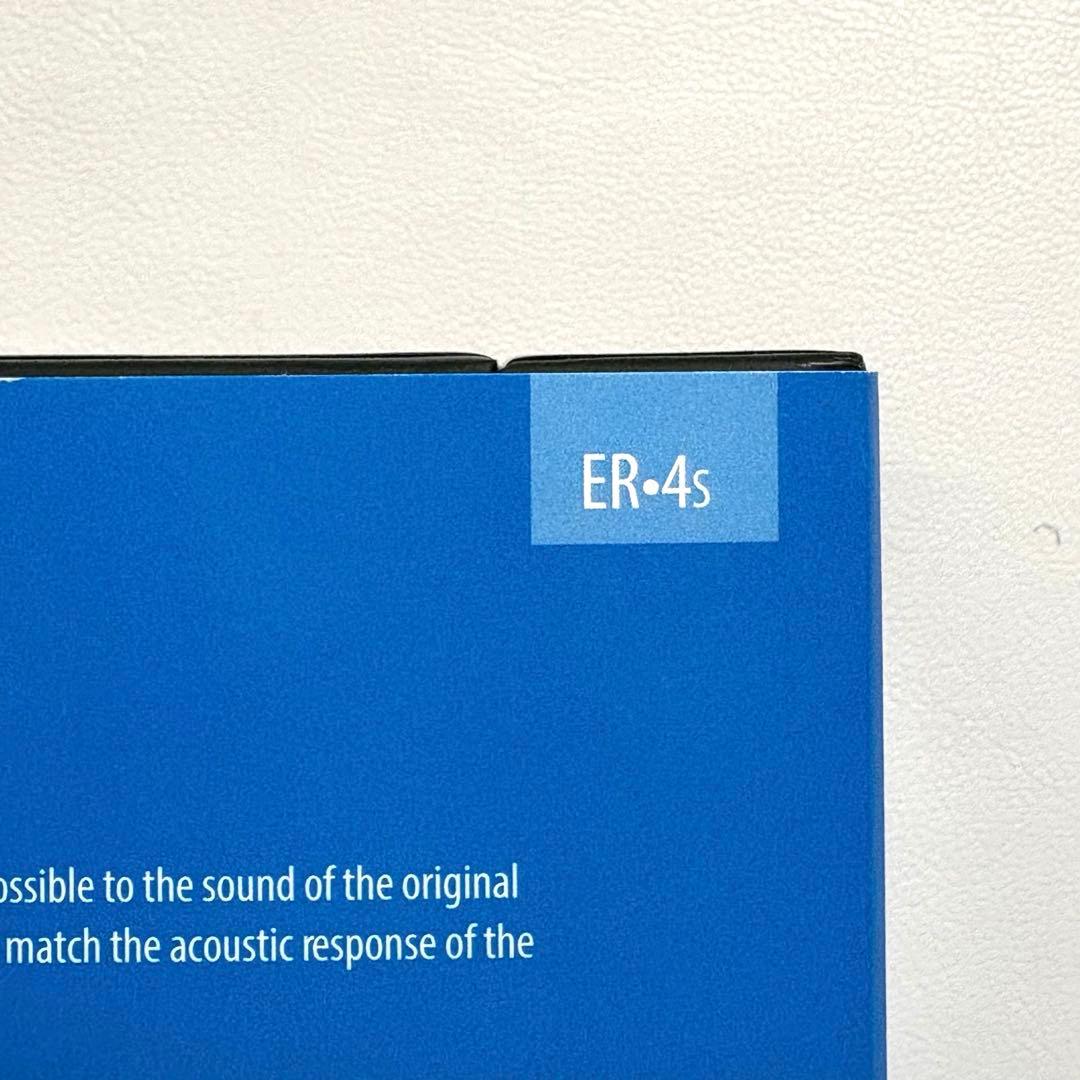 ER•4s
ossible to the sound of the original
match the acoustic response of the